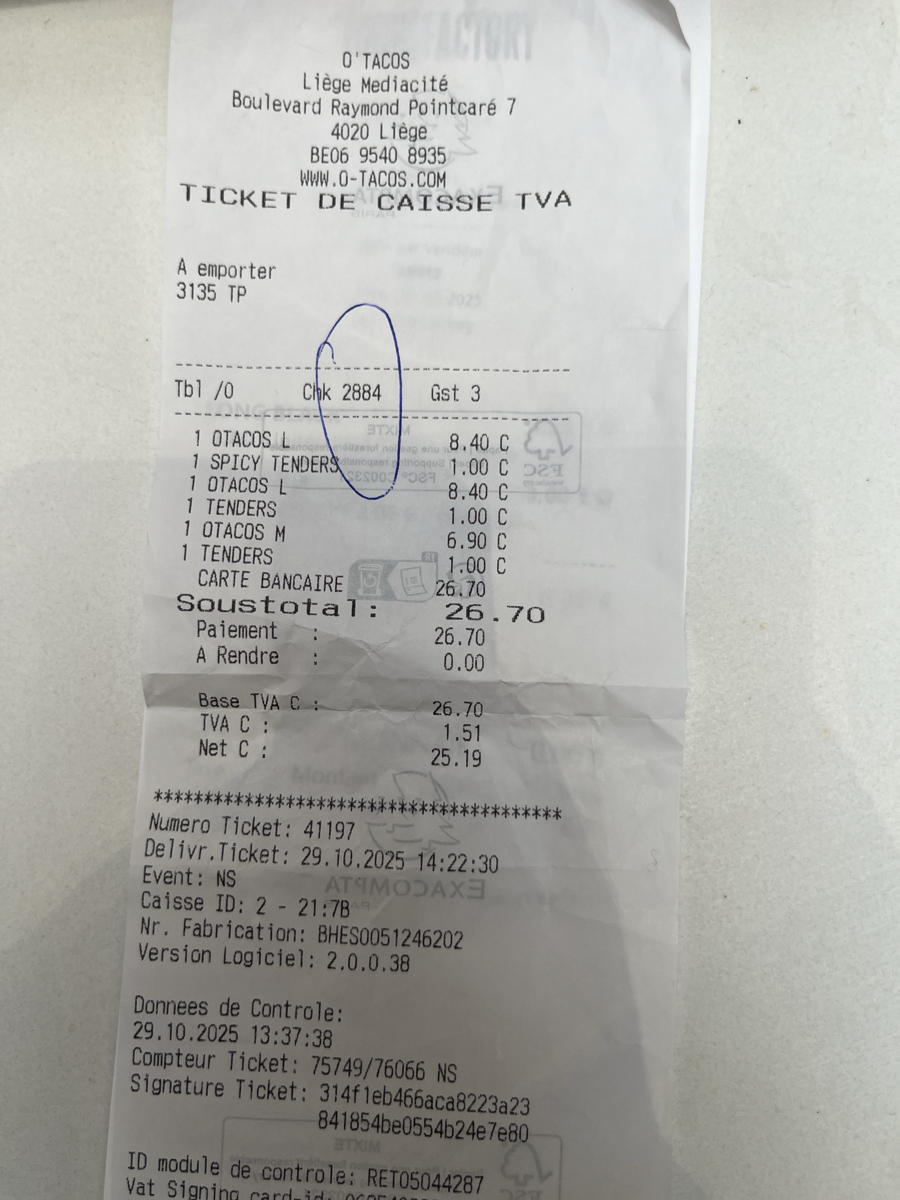 O'TACOS
Liège Mediacité
Boulevard Raymond Pointcaré 7
4020 Liège
BE06 9540 8935
WWW.O-TACOS.COM
TICKET DE CAISSE TVA
A emporter
3135 TP
Tbl /0 Chk 2884 Gst 3
1 OTACOS L 8.40 C
1 SPICY TENDERS 1.00 C
1 OTACOS L 8.40 C
1 TENDERS 1.00 C
1 OTACOS M 6.90 C
1 TENDERS 1.00 C
CARTE BANCAIRE 26.70
Soustotal: 26.70
Paiement : 26.70
A Rendre : 0.00
Base TVA C : 26.70
TVA C : 1.51
Net C : 25.19
*****************************************
Numero Ticket: 41197
Delivr.Ticket: 29.10.2025 14:22:30
Event: NS
Caisse ID: 2 - 21:7B
Nr. Fabrication: BHES0051246202
Version Logiciel: 2.0.0.38
Donnees de Controle:
29.10.2025 13:37:38
Compteur Ticket: 75749/76066 NS
Signature Ticket: 314f1eb466aca8223a23
841854be0554b24e7e80
ID module de controle: RET05044287
Vat Signing card-id: